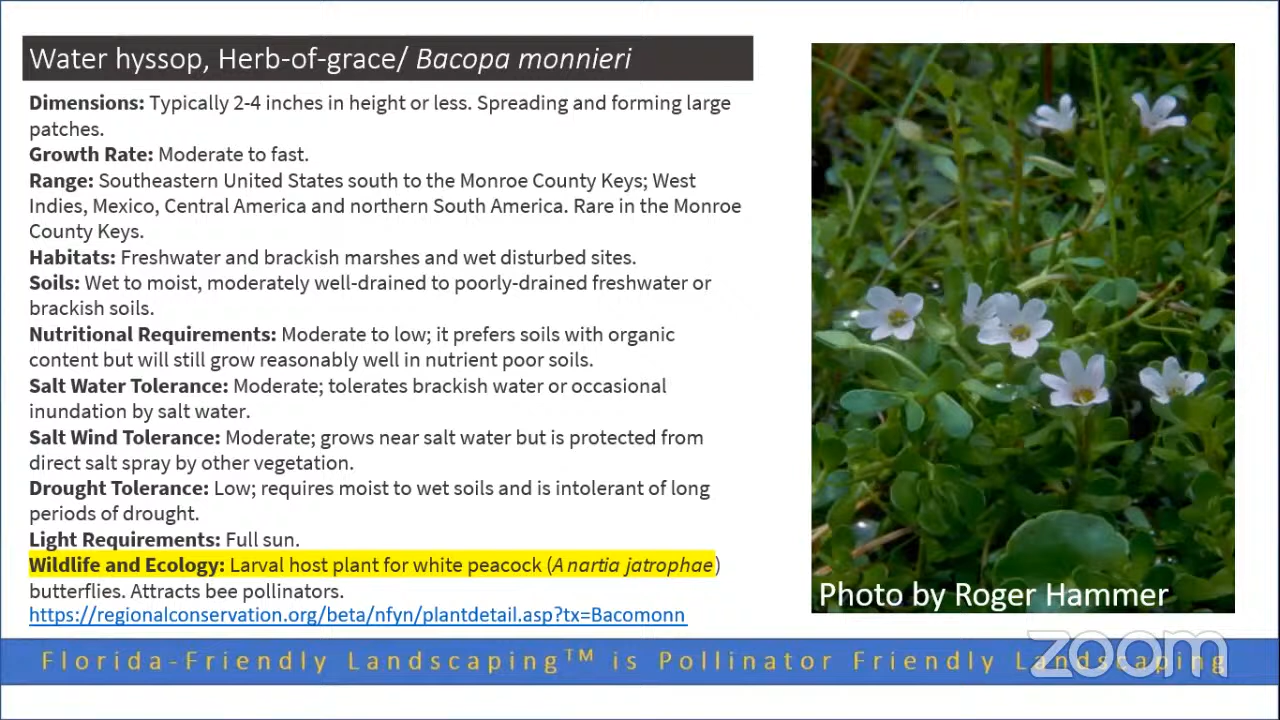 Water hyssop, Herb-of-grace/ Bacopa monnieri
Dimensions: Typically 2-4 inches in height or less. Spreading and forming large
patches.
Growth Rate: Moderate to fast.
Range: Southeastern United States south to the Monroe County Keys; West
Indies, Mexico, Central America and northern South America. Rare in the Monroe
County Keys.
Habitats: Freshwater and brackish marshes and wet disturbed sites.
Soils: Wet to moist, moderately well-drained to poorly-drained freshwater or
brackish soils.
Nutritional Requirements: Moderate to low; it prefers soils with organic
content but will still grow reasonably well in nutrient poor soils.
Salt Water Tolerance: Moderate; tolerates brackish water or occasional
inundation by salt water.
Salt Wind Tolerance: Moderate; grows near salt water but is protected from
direct salt spray by other vegetation.
Drought Tolerance: Low; requires moist to wet soils and is intolerant of long
periods of drought.
Light Requirements: Full sun.
Wildlife and Ecology: Larval host plant for white peacock (Anartia jatrophae)
butterflies. Attracts bee pollinators.
https://regionalconservation.org/beta/nfyn/plantdetail.asp?tx=Bacomonn
Photo by Roger Hammer
Florida-Friendly Landscaping™ is Pollinator Friendly Landscaping
zoom